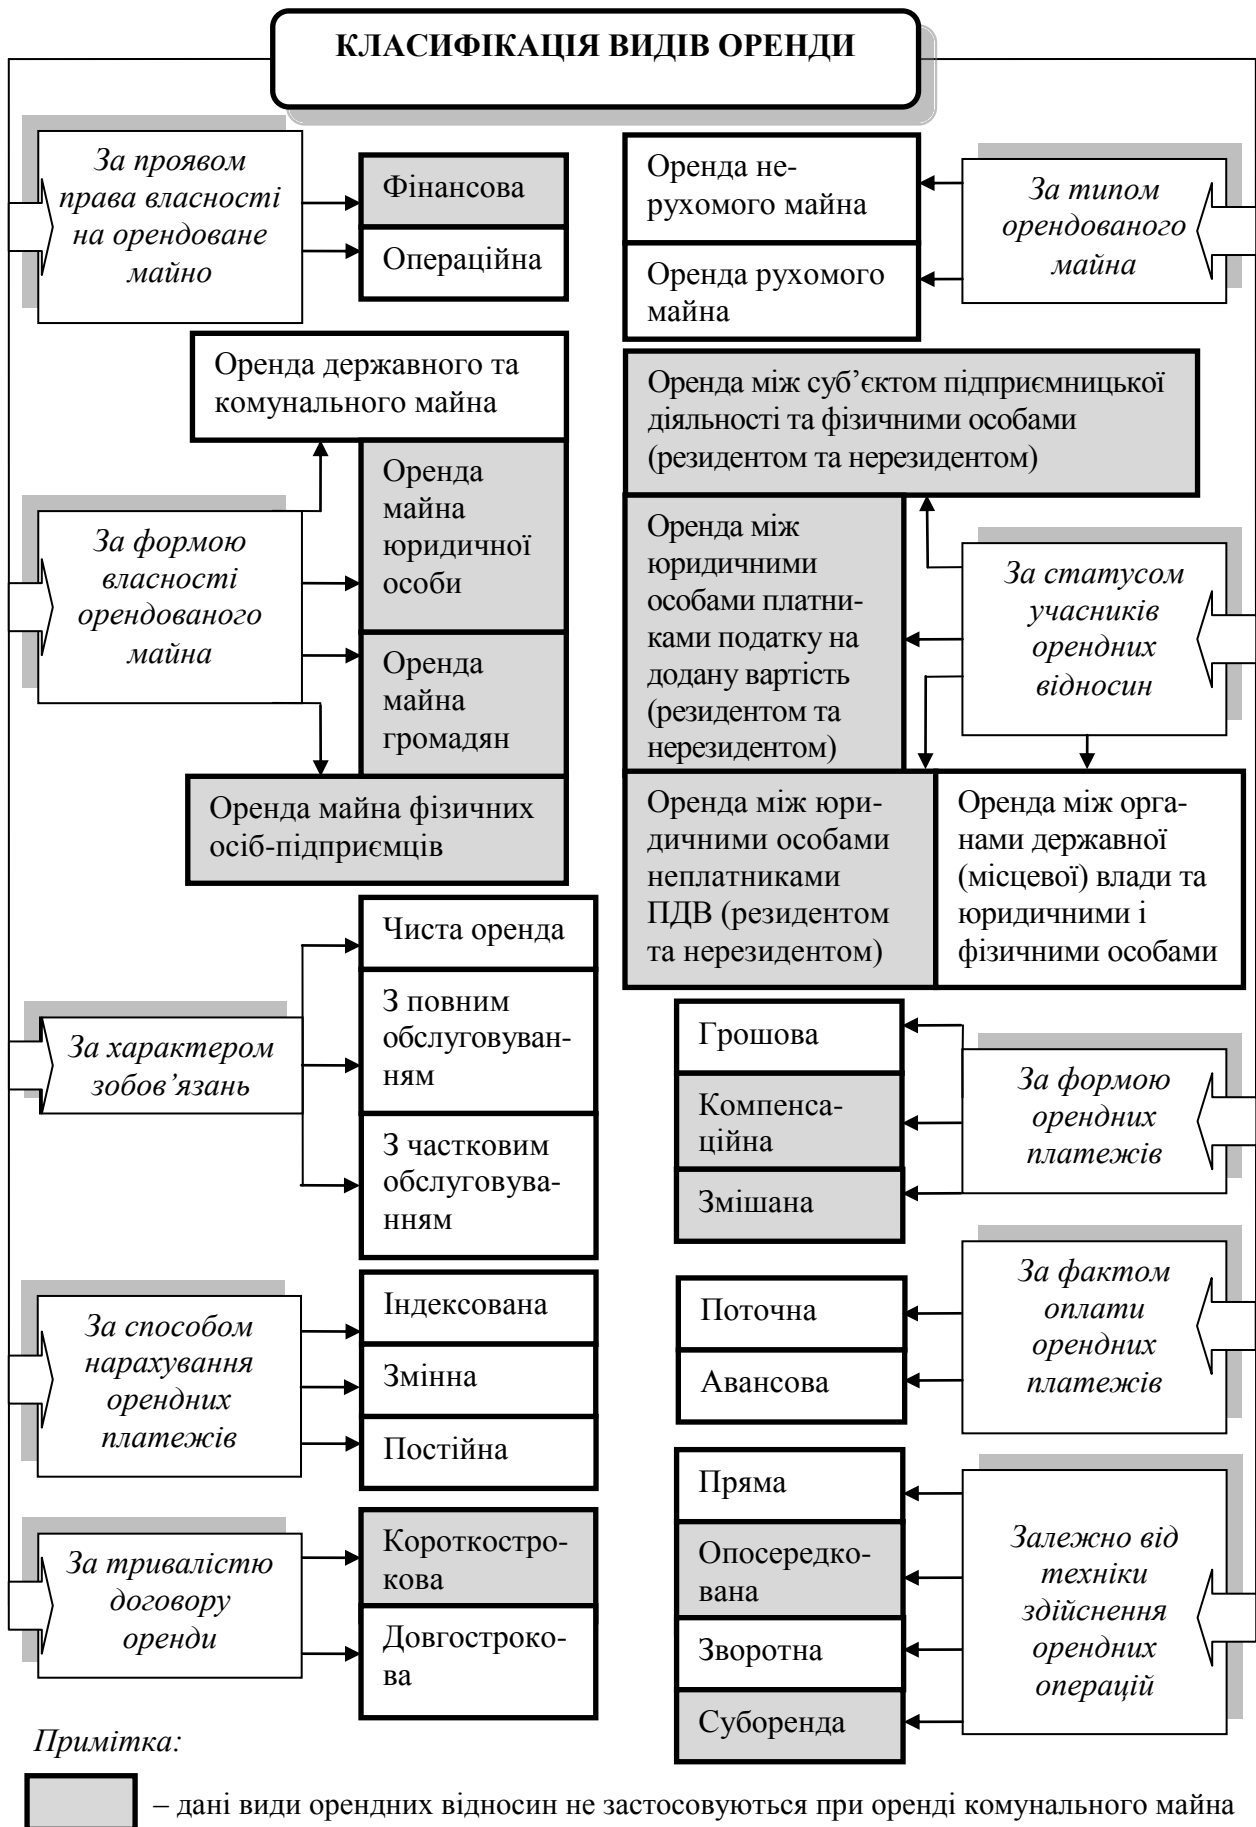 КЛАСИФІКАЦІЯ ВИДІВ ОРЕНДИ
За проявом
права власності
на орендоване
майно
Фінансова
Операційна
Оренда не-
рухомого майна
Оренда рухомого
майна
За типом
орендованого
майна
Оренда державного та
комунального майна
Оренда
майна
юридичної
особи
За формою
власності
орендованого
майна
Оренда
майна
громадян
Оренда майна фізичних
осіб-підприємців
Оренда між суб’єктом підприємницької
діяльності та фізичними особами
(резидентом та нерезидентом)
Оренда між
юридичними
особами платни-
ками податку на
додану вартість
(резидентом та
нерезидентом)
За статусом
учасників
орендних
відносин
Оренда між юри-
дичними особами
неплатниками
ПДВ (резидентом
та нерезидентом)
Оренда між орга-
нами державної
(місцевої) влади та
юридичними і
фізичними особами
За характером
зобов’язань
Чиста оренда
З повним
обслуговуван-
ням
З частковим
обслуговува-
нням
Грошова
Компенса-
ційна
Змішана
За формою
орендних
платежів
За способом
нарахування
орендних
платежів
Індексована
Змінна
Постійна
Поточна
Авансова
За фактом
оплати
орендних
платежів
За тривалістю
договору
оренди
Короткостро-
кова
Довгостроко-
ва
Пряма
Опосередко-
вана
Зворотна
Суборенда
Залежно від
техніки
здійснення
орендних
операцій
Примітка:
– дані види орендних відносин не застосовуються при оренді комунального майна